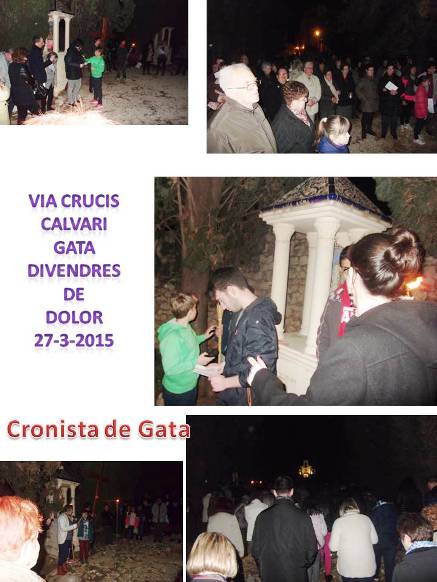 VIA CRUCIS
CALVARI
GATA
DIVENDRES
DE
DOLOR
27-3-2015
Cronista de Gata